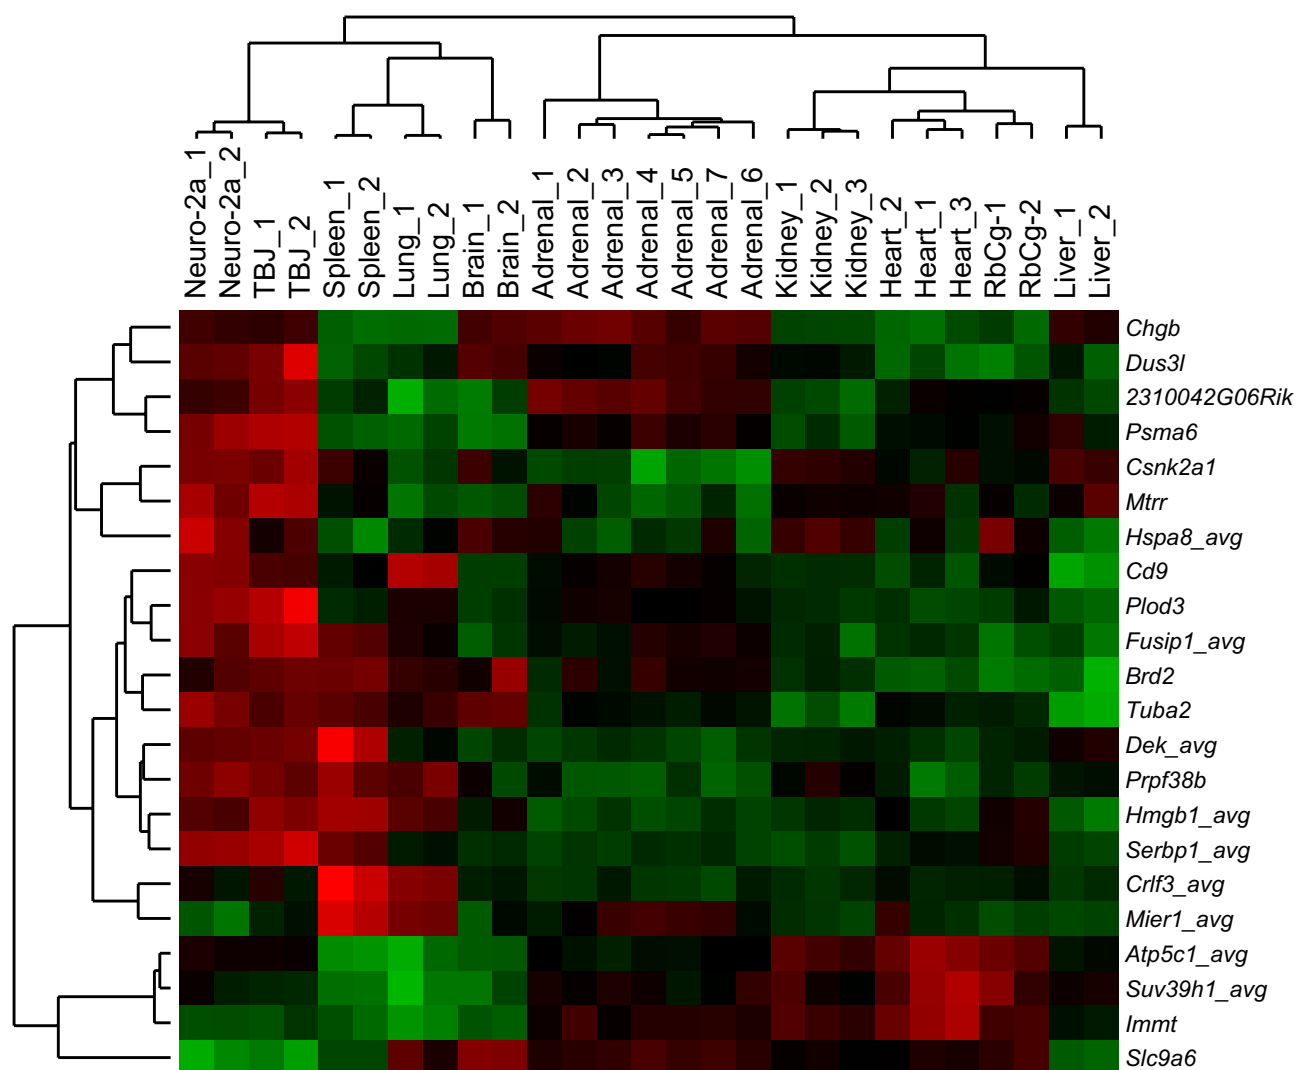 Neuro-2a_1
Neuro-2a_2
TBJ_1
TBJ_2
Spleen_1
Spleen_2
Lung_1
Lung_2
Brain_1
Brain_2
Adrenal_1
Adrenal_2
Adrenal_3
Adrenal_4
Adrenal_5
Adrenal_7
Adrenal_6
Kidney_1
Kidney_2
Kidney_3
Heart_2
Heart_1
Heart_3
RbCg-1
RbCg-2
Liver_1
Liver_2
Chgb
Dus3l
2310042G06Rik
Psma6
Csnk2a1
Mtrr
Hspa8_avg
Cd9
Plod3
Fusip1_avg
Brd2
Tuba2
Dek_avg
Prpf38b
Hmgb1_avg
Serbp1_avg
Crlf3_avg
Mier1_avg
Atp5c1_avg
Suv39h1_avg
Immt
Slc9a6